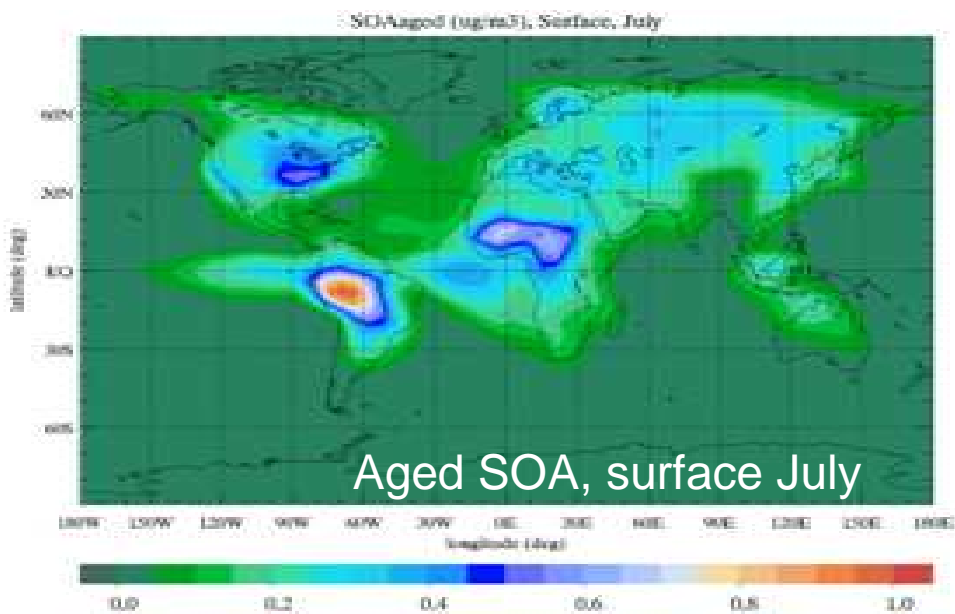 SOAaged (ug/m3), Surface, July
latitude (deg)
60N
30N
EQ
30S
60S
Aged SOA, surface July
180W 150W 120W 90W 60W 30W 0E 30E 60E 90E 120E 150E 180E
longitude (deg)
0.0 0.2 0.4 0.6 0.8 1.0